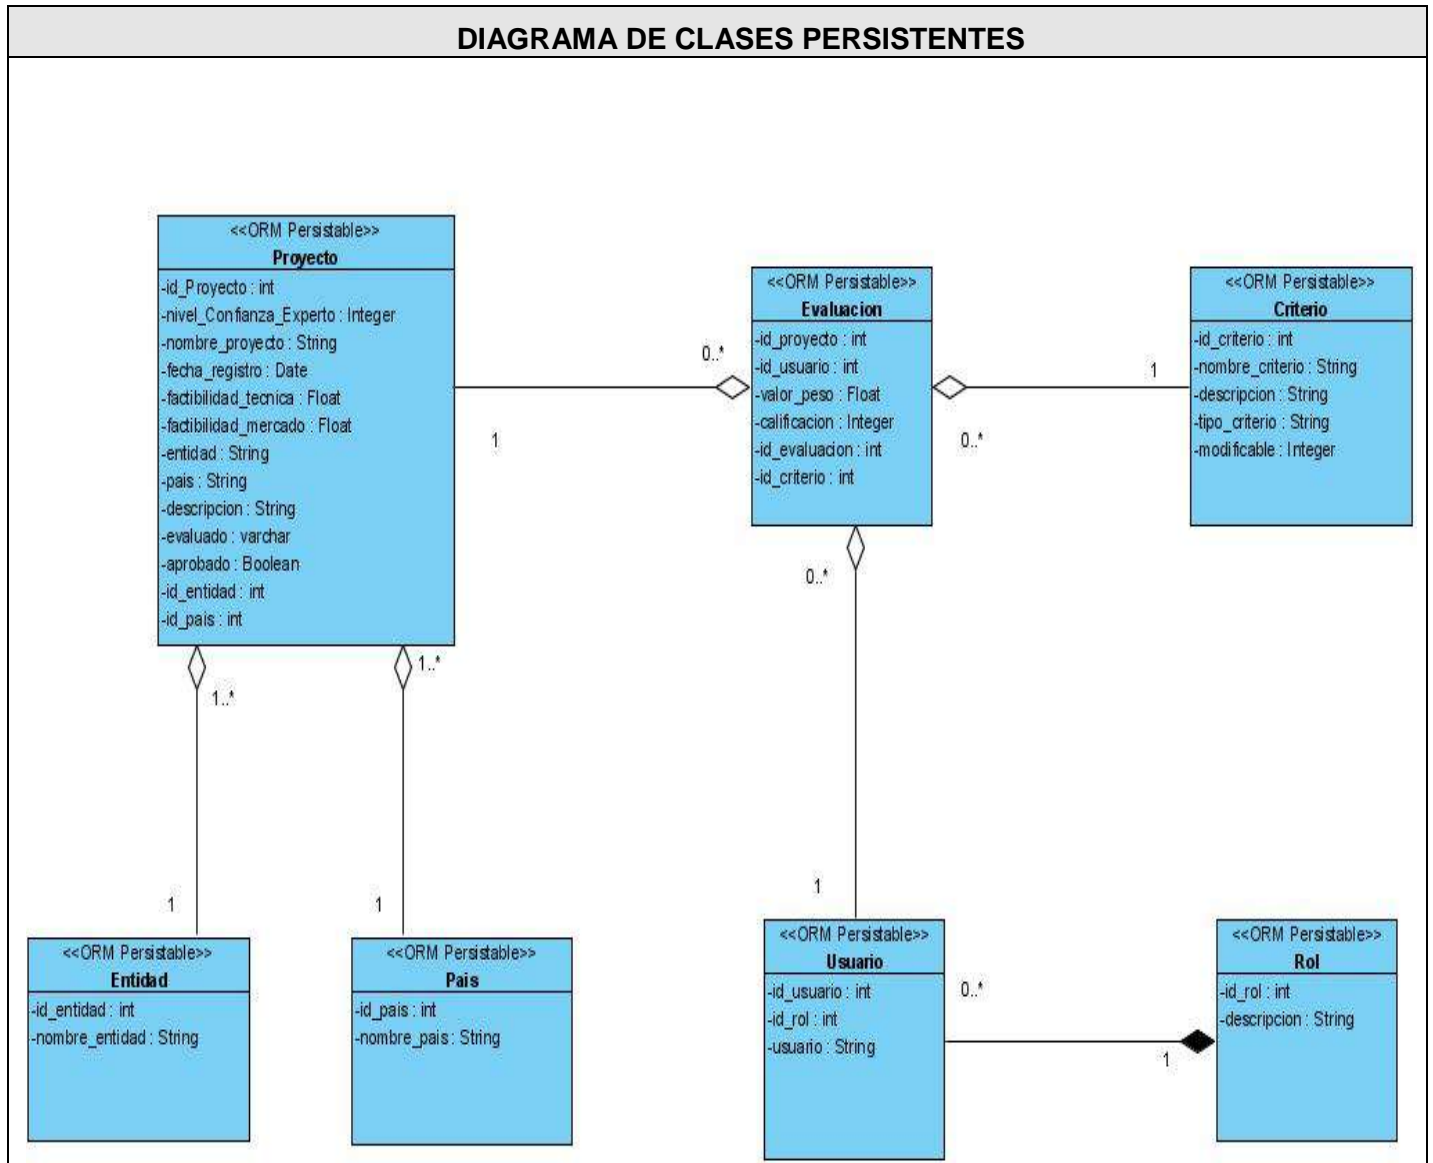 DIAGRAMA DE CLASES PERSISTENTES
<<ORM Persistable>>
Proyecto
-id_Proyecto : int
-nivel_Confianza_Experto : Integer
-nombre_proyecto : String
-fecha_registro : Date
-factibilidad_tecnica : Float
-factibilidad_mercado : Float
-entidad : String
-pais : String
-descripcion : String
-evaluado : varchar
-aprobado : Boolean
-id_entidad : int
-id_pais : int
0..*
1
<<ORM Persistable>>
Evaluacion
-id_proyecto : int
-id_usuario : int
-valor_peso : Float
-calificacion : Integer
-id_evaluacion : int
-id_criterio : int
1
0..*
<<ORM Persistable>>
Criterio
-id_criterio : int
-nombre_criterio : String
-descripcion : String
-tipo_criterio : String
-modificable : Integer
0..*
1..*
1..*
1
1
1
<<ORM Persistable>>
Entidad
-id_entidad : int
-nombre_entidad : String
<<ORM Persistable>>
Pais
-id_pais : int
-nombre_pais : String
<<ORM Persistable>>
Usuario
-id_usuario : int
-id_rol : int
-usuario : String
0..*
1
<<ORM Persistable>>
Rol
-id_rol : int
-descripcion : String